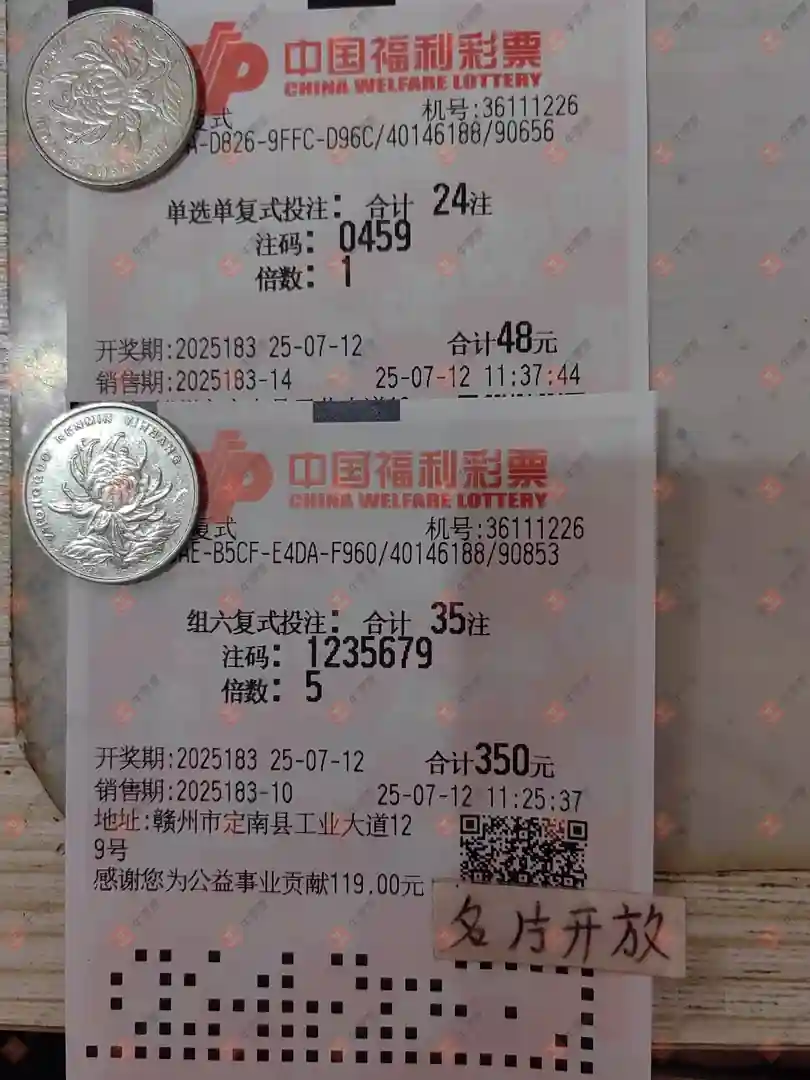 中国福利彩票
CHINA WELFARE LOTTERY
复式 机号:36111226
A-D826-9FFC-D96C/40146188/90656
单选单复式投注: 合计 24注
注码: 0459
倍数: 1
开奖期:2025183 25-07-12 合计48元
销售期:2025183-14 25-07-12 11:37:44
ZHONGGUO RENMIN YINHANG
中国福利彩票
CHINA WELFARE LOTTERY
复式 机号:36111226
AE-B5CF-E4DA-F960/40146188/90853
组六复式投注: 合计 35注
注码: 1235679
倍数: 5
开奖期:2025183 25-07-12 合计350元
销售期:2025183-10 25-07-12 11:25:37
地址:赣州市定南县工业大道12
9号
感谢您为公益事业贡献119.00元
名片开放